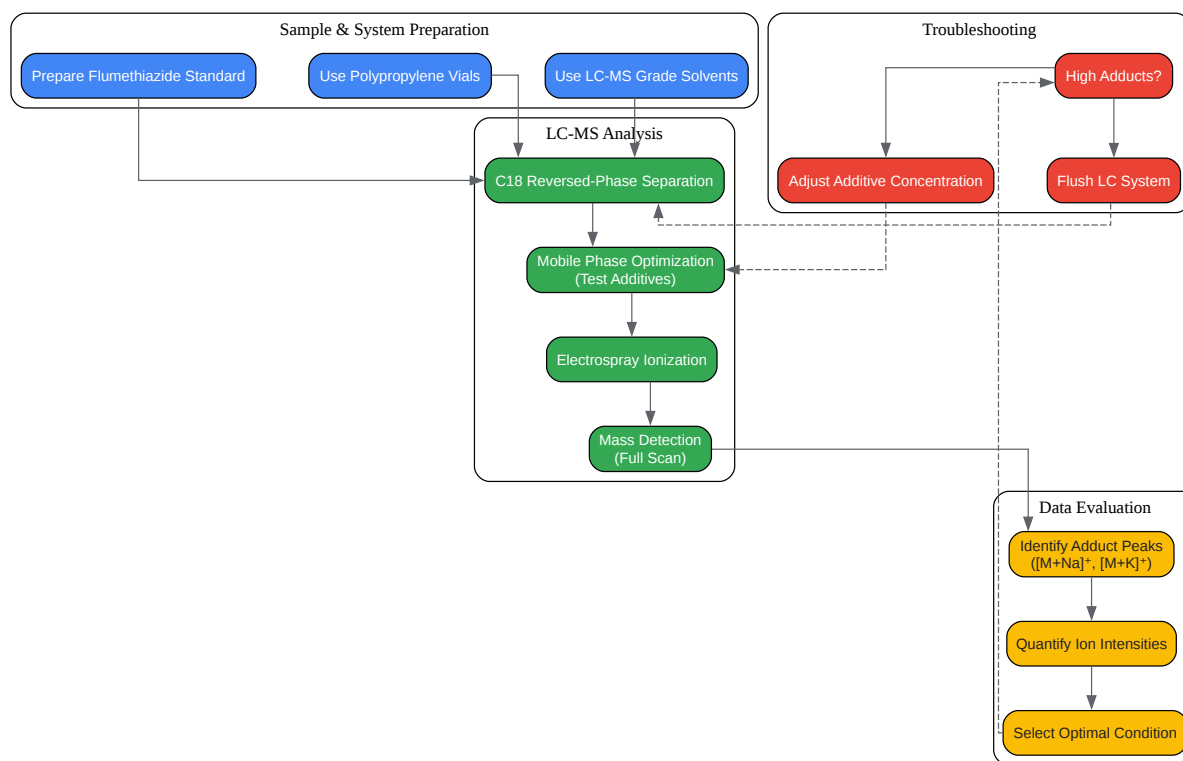 Sample & System Preparation
Prepare Flumethiazide Standard
Use Polypropylene Vials
Use LC-MS Grade Solvents
Troubleshooting
High Adducts?
Adjust Additive Concentration
Flush LC System
LC-MS Analysis
C18 Reversed-Phase Separation
Mobile Phase Optimization
(Test Additives)
Electrospray Ionization
Mass Detection
(Full Scan)
Data Evaluation
Identify Adduct Peaks
([M+Na]⁺, [M+K]⁺)
Quantify Ion Intensities
Select Optimal Condition